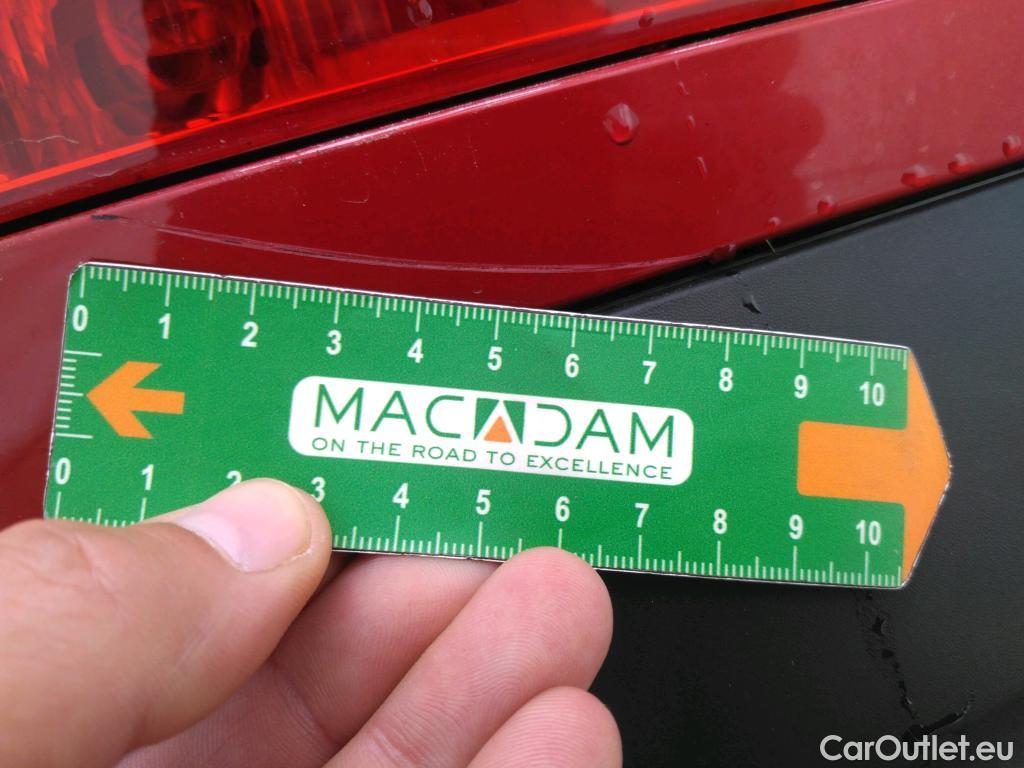 0 1 2 3 4 5 6 7 8 9 10
MACADAM
ON THE ROAD TO EXCELLENCE
0 1 2 3 4 5 6 7 8 9 10
CarOutlet.eu